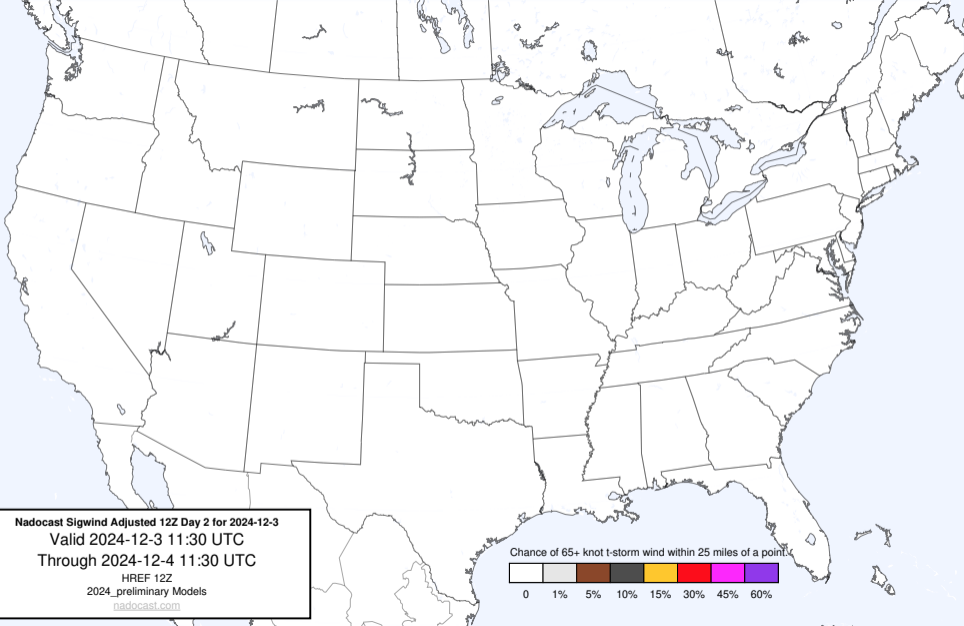 Nadocast Sigwind Adjusted 12Z Day 2 for 2024-12-3
Valid 2024-12-3 11:30 UTC
Through 2024-12-4 11:30 UTC
HREF 12Z
2024_preliminary Models
nadocast.com
Chance of 65+ knot t-storm wind within 25 miles of a point.
0 1% 5% 10% 15% 30% 45% 60%